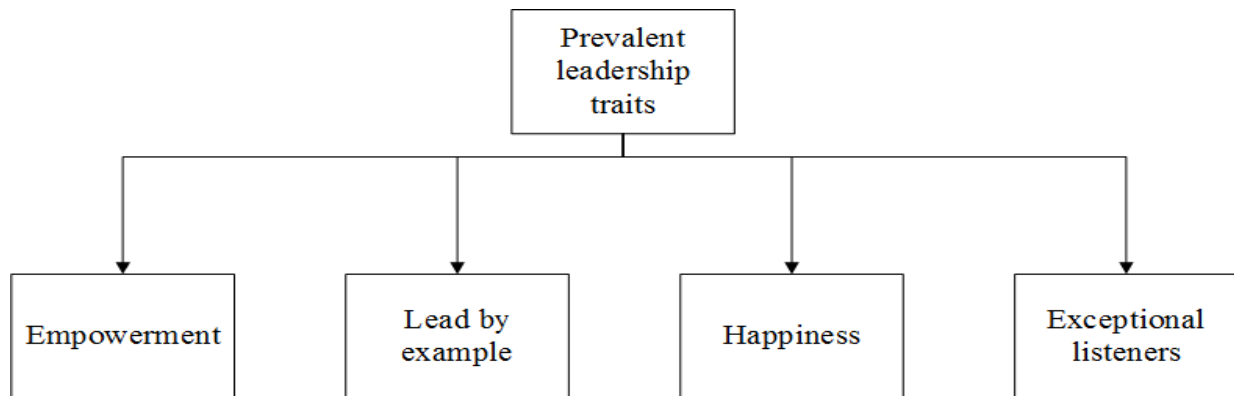 Prevalent
leadership
traits
Empowerment
Lead by
example
Happiness
Exceptional
listeners